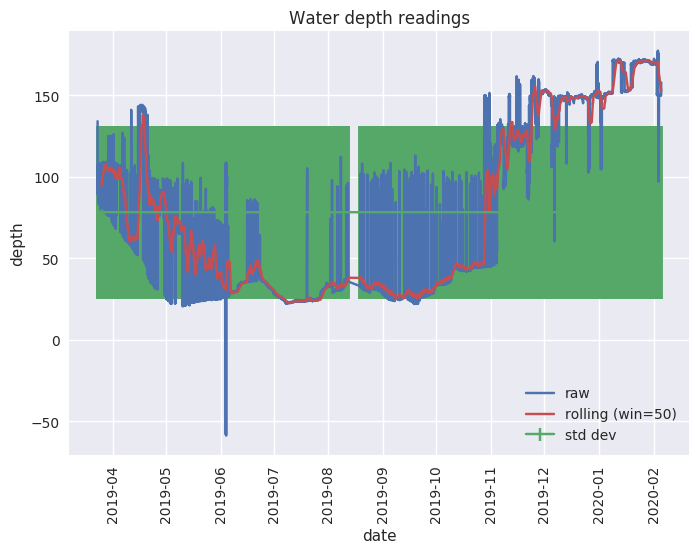 Water depth readings
depth
150
100
50
0
−50
raw
rolling (win=50)
std dev
2019-04
2019-05
2019-06
2019-07
2019-08
2019-09
2019-10
2019-11
2019-12
2020-01
2020-02
date